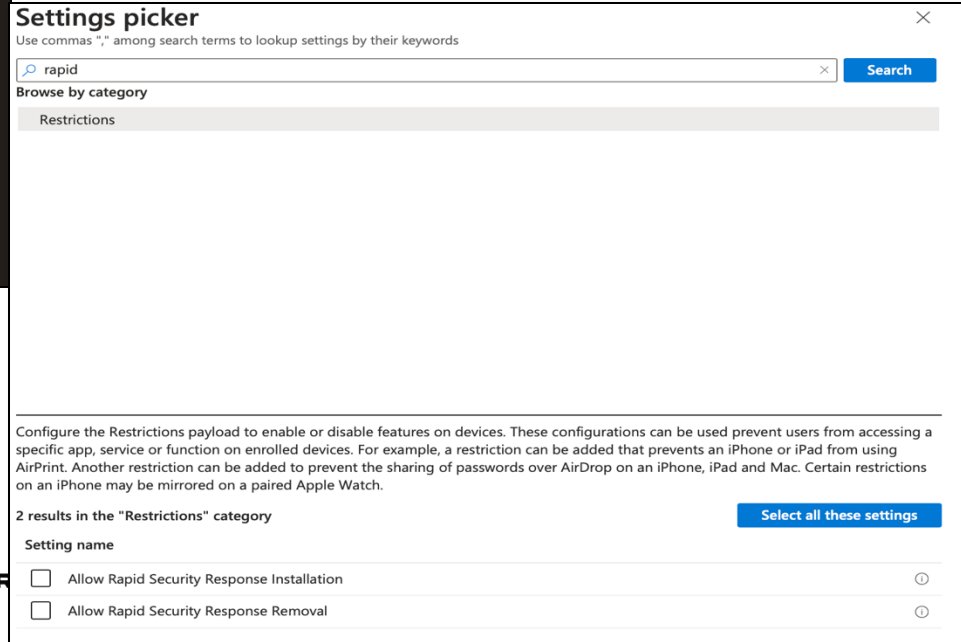 Settings picker
Use commas "," among search terms to lookup settings by their keywords
rapid
Search
Browse by category
Restrictions
Configure the Restrictions payload to enable or disable features on devices. These configurations can be used prevent users from accessing a
specific app, service or function on enrolled devices. For example, a restriction can be added that prevents an iPhone or iPad from using
AirPrint. Another restriction can be added to prevent the sharing of passwords over AirDrop on an iPhone, iPad and Mac. Certain restrictions
on an iPhone may be mirrored on a paired Apple Watch.
2 results in the "Restrictions" category
Select all these settings
Setting name
Allow Rapid Security Response Installation
Allow Rapid Security Response Removal